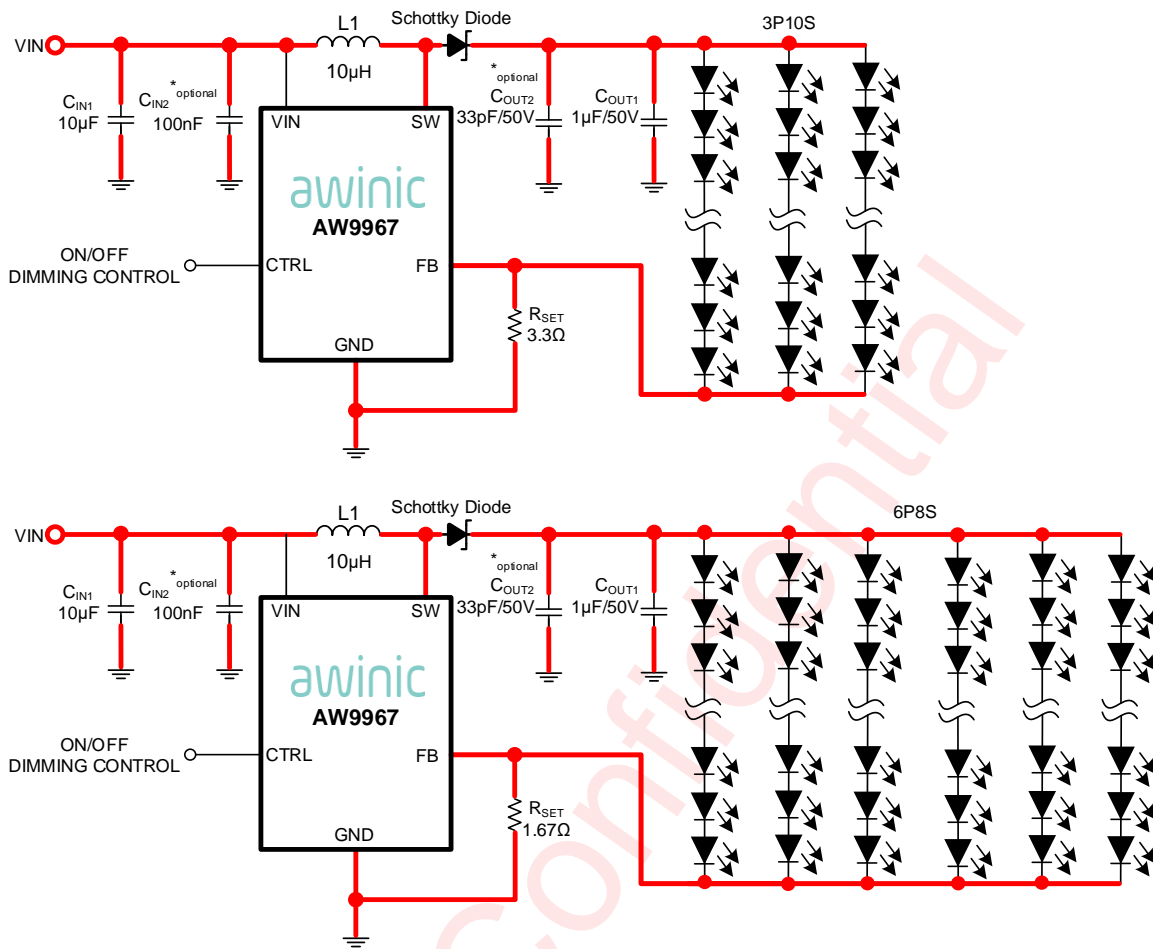 L1
Schottky Diode
3P10S
VIN
10µH
CIN1
10µF
CIN2 *optional
100nF
*optional
COUT2
33pF/50V
COUT1
1µF/50V
VIN
SW
awinic
AW9967
ON/OFF
DIMMING CONTROL
CTRL
FB
RSET
3.3Ω
GND
L1
Schottky Diode
6P8S
VIN
10µH
CIN1
10µF
CIN2 *optional
100nF
*optional
COUT2
33pF/50V
COUT1
1µF/50V
VIN
SW
awinic
AW9967
ON/OFF
DIMMING CONTROL
CTRL
FB
RSET
1.67Ω
GND
Confidential